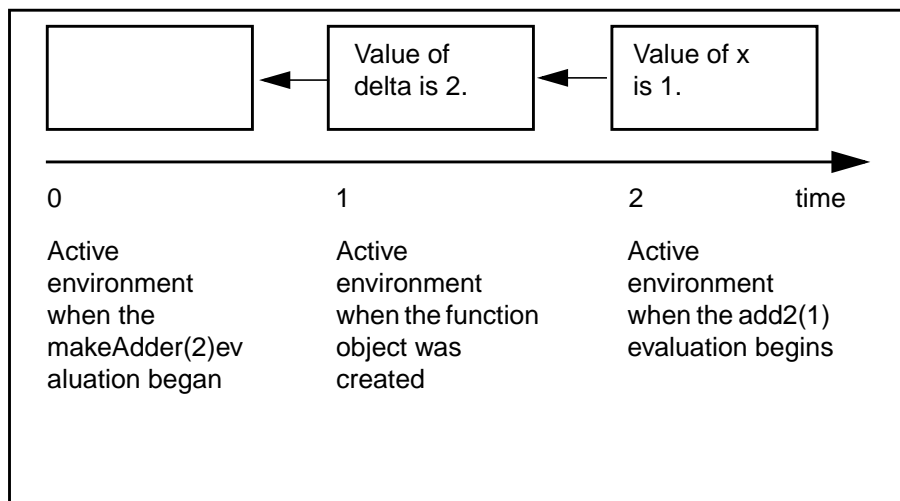 Value of
delta is 2.
Value of x
is 1.
0
1
2
time
Active
environment
when the
makeAdder(2)ev
aluation began
Active
environment
when the function
object was
created
Active
environment
when the add2(1)
evaluation begins